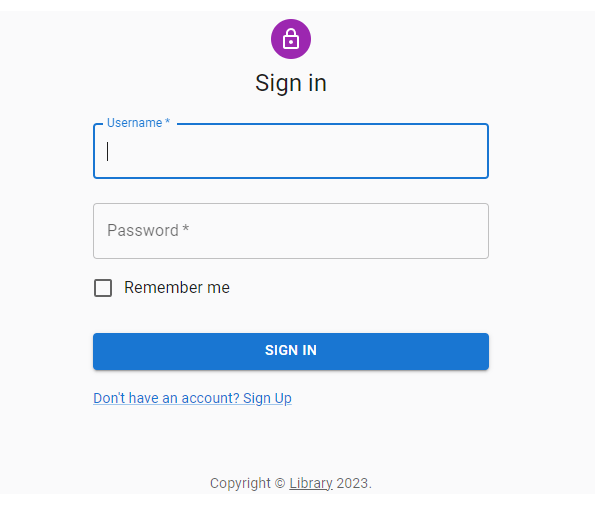 Sign in
Username *
Password *
Remember me
SIGN IN
Don't have an account? Sign Up
Copyright © Library 2023.